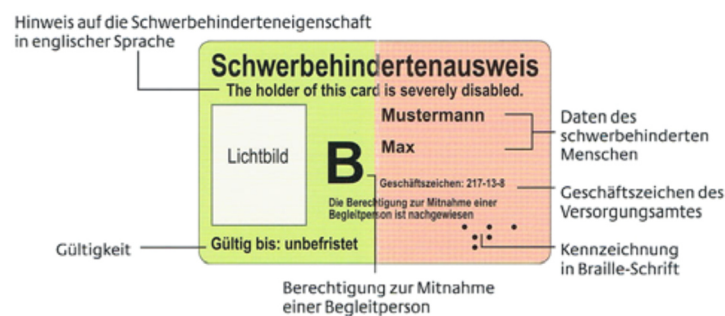 Hinweis auf die Schwerbehinderteneigenschaft
in englischer Sprache
Schwerbehindertenausweis
The holder of this card is severely disabled.
Mustermann
Max
Lichtbild
B
Daten des
schwerbehinderten
Menschen
Geschäftszeichen: 217-13-8
Geschäftszeichen des
Versorgungsamtes
Die Berechtigung zur Mitnahme einer
Begleitperson ist nachgewiesen
Gültigkeit
Gültig bis: unbefristet
Kennzeichnung
in Braille-Schrift
Berechtigung zur Mitnahme
einer Begleitperson